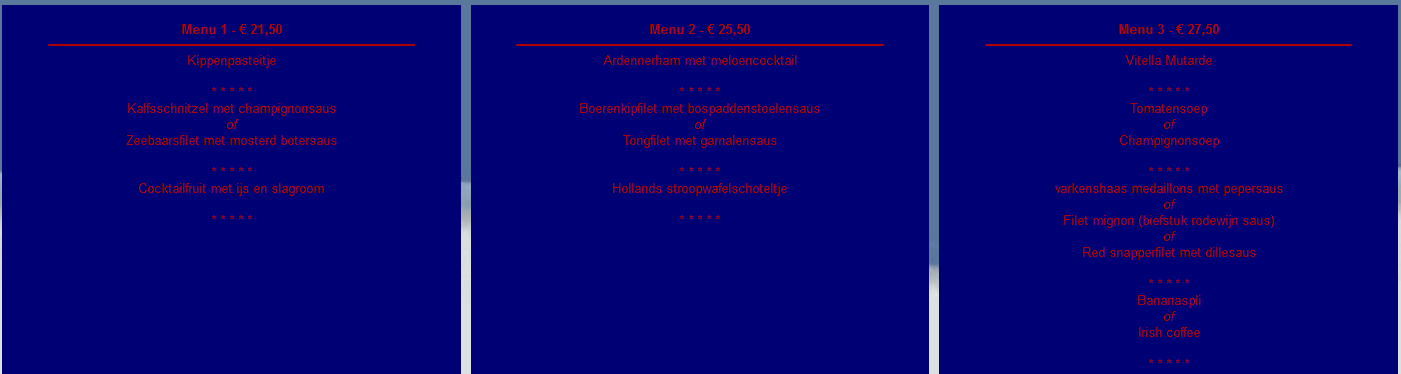 Menu 1 - € 21,50
Kippenpasteitje
* * * * *
Kalfsschnitzel met champignonsaus
of
Zeebaarsfilet met mosterd botersaus
* * * * *
Cocktailfruit met ijs en slagroom
* * * * *
Menu 2 - € 25,50
Ardennerham met meloencocktail
* * * * *
Boerenkipfilet met bospaddenstoelensaus
of
Tongfilet met garnalensaus
* * * * *
Hollands stroopwafelschoteltje
* * * * *
Menu 3 - € 27,50
Vitella Mutarde
* * * * *
Tomatensoep
of
Champignonsoep
* * * * *
varkenshaas medaillons met pepersaus
of
Filet mignon (biefstuk rodewijn saus)
of
Red snapperfilet met dillesaus
* * * * *
Bananaspli
of
Irish coffee
* * * * *